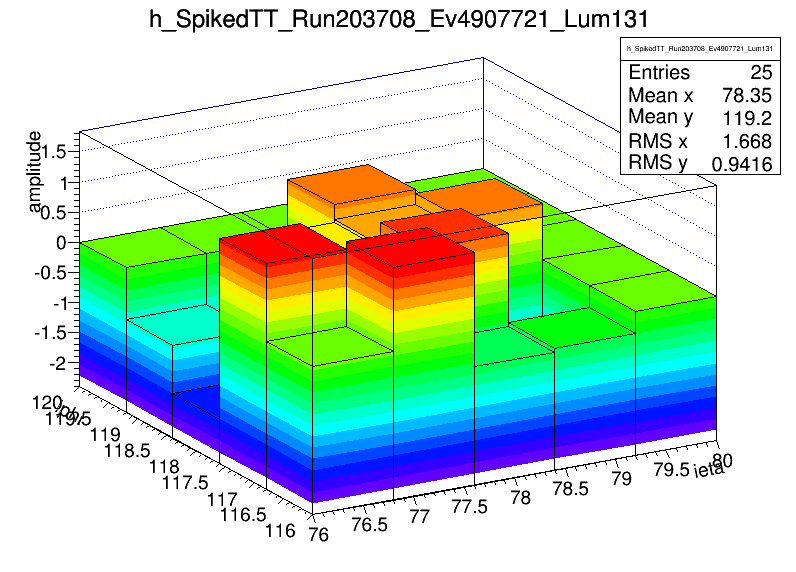 h_SpikedTT_Run203708_Ev4907721_Lum131
h_SpikedTT_Run203708_Ev4907721_Lum131
Entries 25
Mean x 78.35
Mean y 119.2
RMS x 1.668
RMS y 0.9416
amplitude
1.5
1
0.5
0
-0.5
-1
-1.5
-2
iphi
120
119.5
119
118.5
118
117.5
117
116.5
116
76
76.5
77
77.5
78
78.5
79
79.5
80
ieta